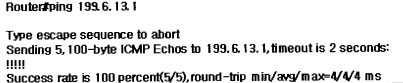 Router#ping 199.6.13.1
Type escape sequence to abort
Sending 5, 100-byte ICMP Echos to 199.6.13.1, timeout is 2 seconds:
!!!!!
Success rate is 100 percent(5/5), round-trip min/avg/max=4/4/4 ms